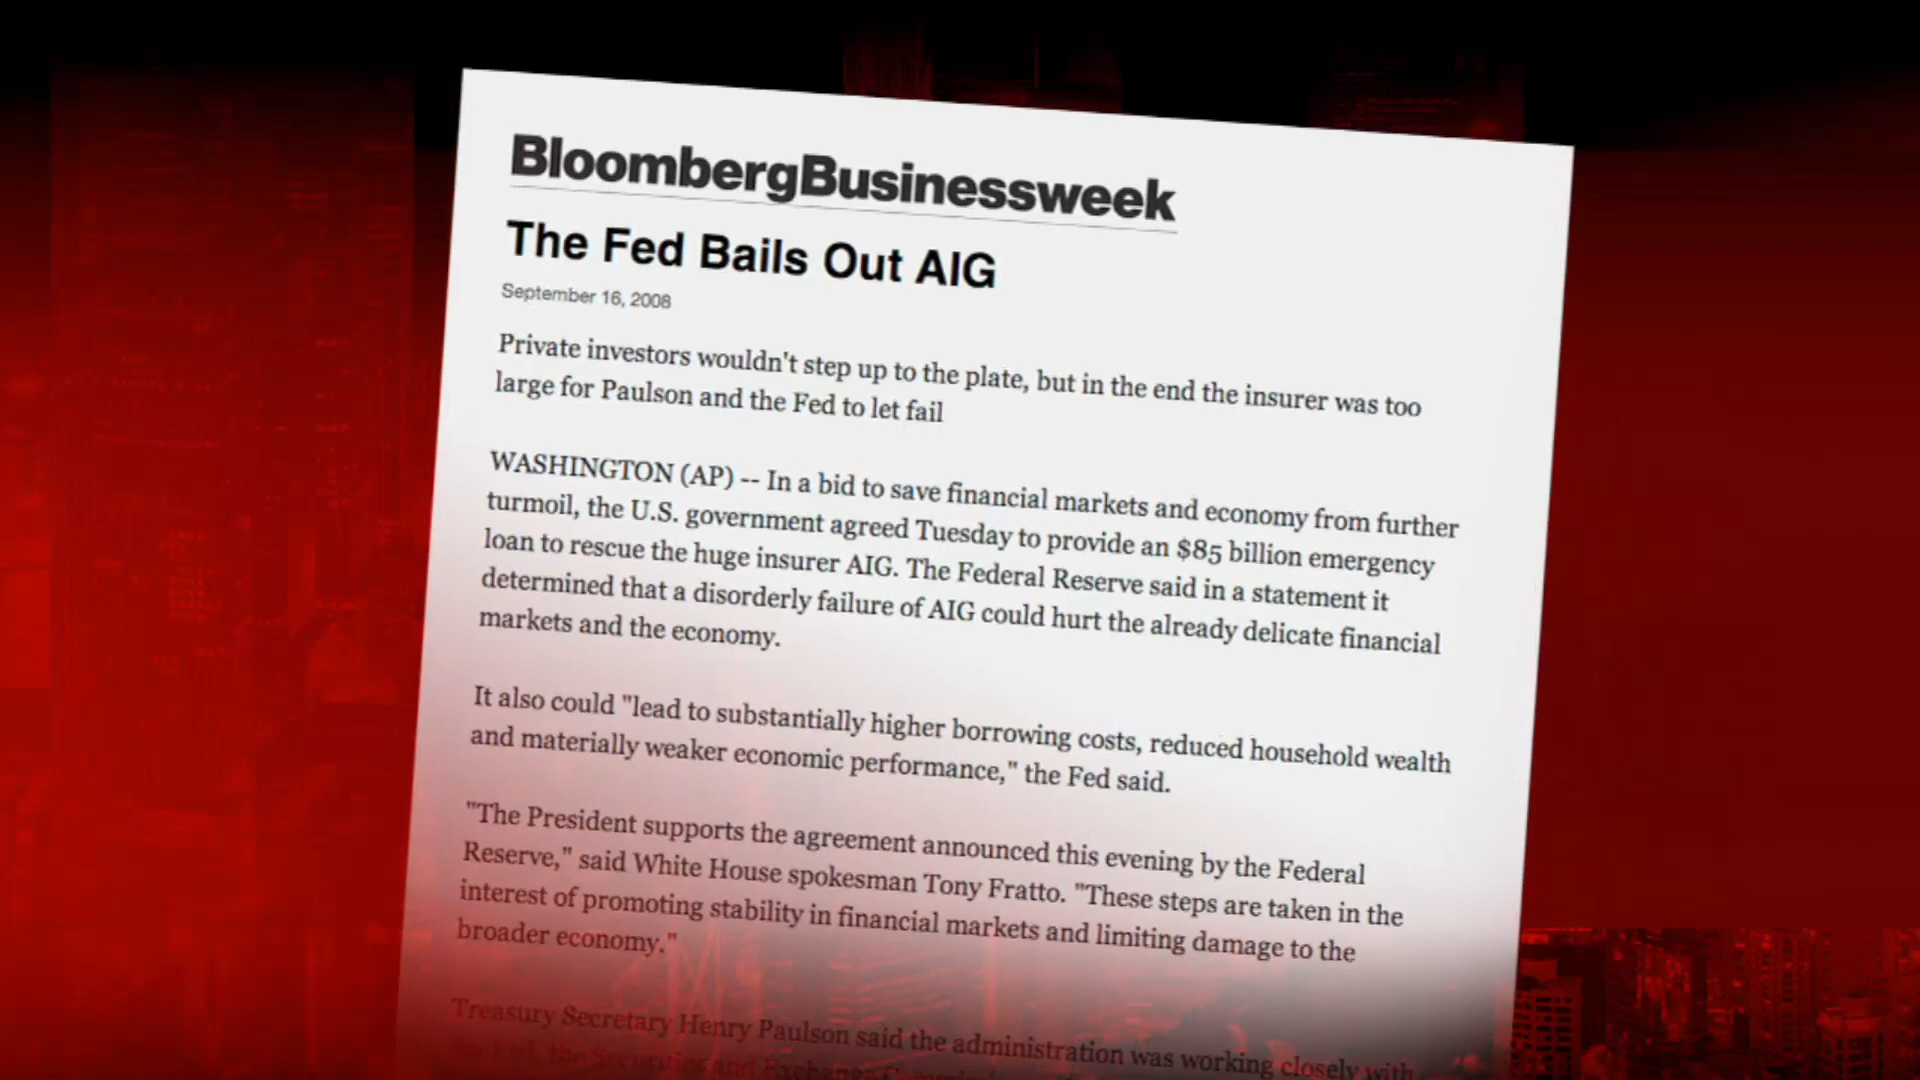 BloombergBusinessweek
The Fed Bails Out AIG
September 16, 2008
Private investors wouldn't step up to the plate, but in the end the insurer was too
large for Paulson and the Fed to let fail
WASHINGTON (AP) -- In a bid to save financial markets and economy from further
turmoil, the U.S. government agreed Tuesday to provide an $85 billion emergency
loan to rescue the huge insurer AIG. The Federal Reserve said in a statement it
determined that a disorderly failure of AIG could hurt the already delicate financial
markets and the economy.
It also could "lead to substantially higher borrowing costs, reduced household wealth
and materially weaker economic performance," the Fed said.
"The President supports the agreement announced this evening by the Federal
Reserve," said White House spokesman Tony Fratto. "These steps are taken in the
interest of promoting stability in financial markets and limiting damage to the
broader economy."
Treasury Secretary Henry Paulson said the administration was working closely with
the Securities and Exchange